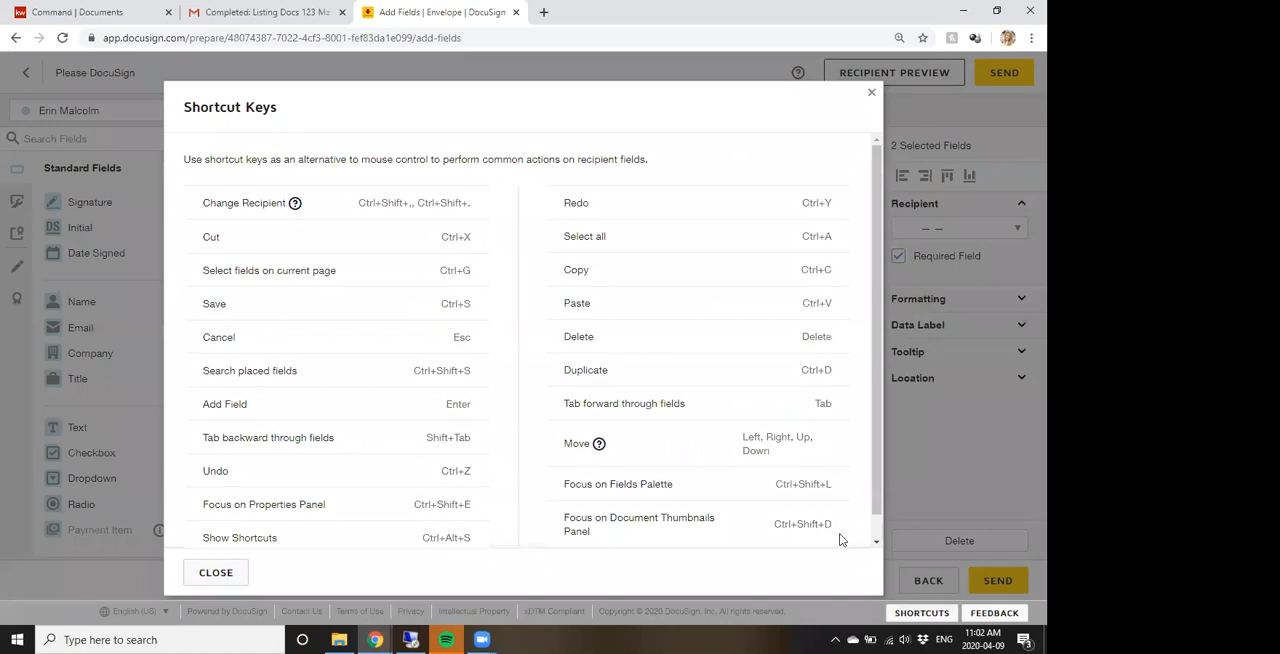 Command | Documents
Completed: Listing Docs 123 Ma
Add Fields | Envelope | DocuSign
app.docusign.com/prepare/48074387-7022-4cf3-8001-fef83da1e099/add-fields
Please DocuSign
RECIPIENT PREVIEW
SEND
Erin Malcolm
Search Fields
Standard Fields
Signature
DS Initial
Date Signed
Name
Email
Company
Title
Text
Checkbox
Dropdown
Radio
Payment Item
Shortcut Keys
Use shortcut keys as an alternative to mouse control to perform common actions on recipient fields.
Change Recipient Ctrl+Shift+,, Ctrl+Shift+.
Cut Ctrl+X
Select fields on current page Ctrl+G
Save Ctrl+S
Cancel Esc
Search placed fields Ctrl+Shift+S
Add Field Enter
Tab backward through fields Shift+Tab
Undo Ctrl+Z
Focus on Properties Panel Ctrl+Shift+E
Show Shortcuts Ctrl+Alt+S
Redo Ctrl+Y
Select all Ctrl+A
Copy Ctrl+C
Paste Ctrl+V
Delete Delete
Duplicate Ctrl+D
Tab forward through fields Tab
Move Left, Right, Up,
Down
Focus on Fields Palette Ctrl+Shift+L
Focus on Document Thumbnails
Panel Ctrl+Shift+D
CLOSE
2 Selected Fields
Recipient
– –
Required Field
Formatting
Data Label
Tooltip
Location
Delete
BACK
SEND
English (US)
Powered by DocuSign
Contact Us
Terms of Use
Privacy
Intellectual Property
xDTM Compliant
Copyright © 2020 DocuSign, Inc. All rights reserved.
SHORTCUTS
FEEDBACK
Type here to search
ENG
11:02 AM
2020-04-09
3